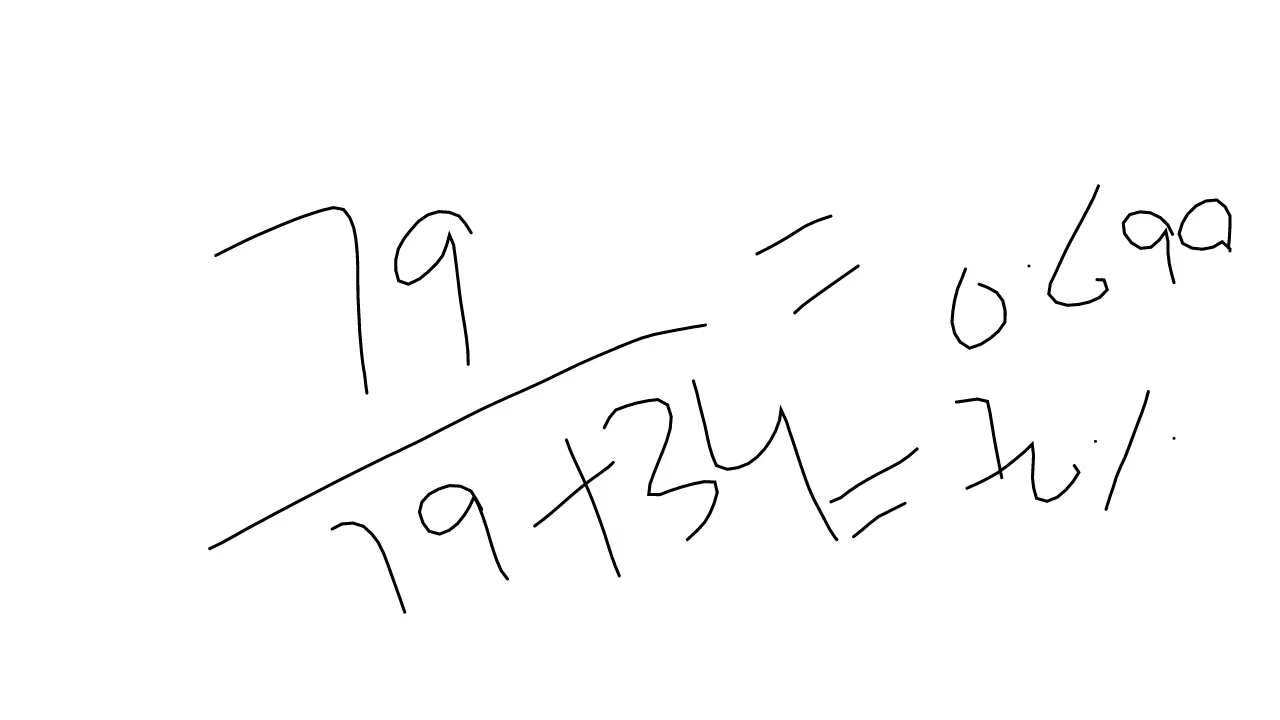 79 = 0.699
79+34 = 70%